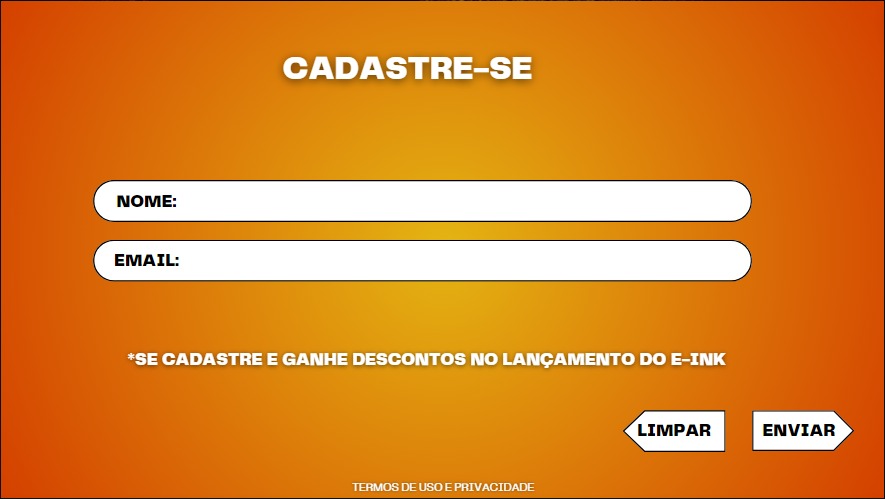 CADASTRE-SE
NOME:
EMAIL:
*SE CADASTRE E GANHE DESCONTOS NO LANÇAMENTO DO E-INK
LIMPAR
ENVIAR
TERMOS DE USO E PRIVACIDADE